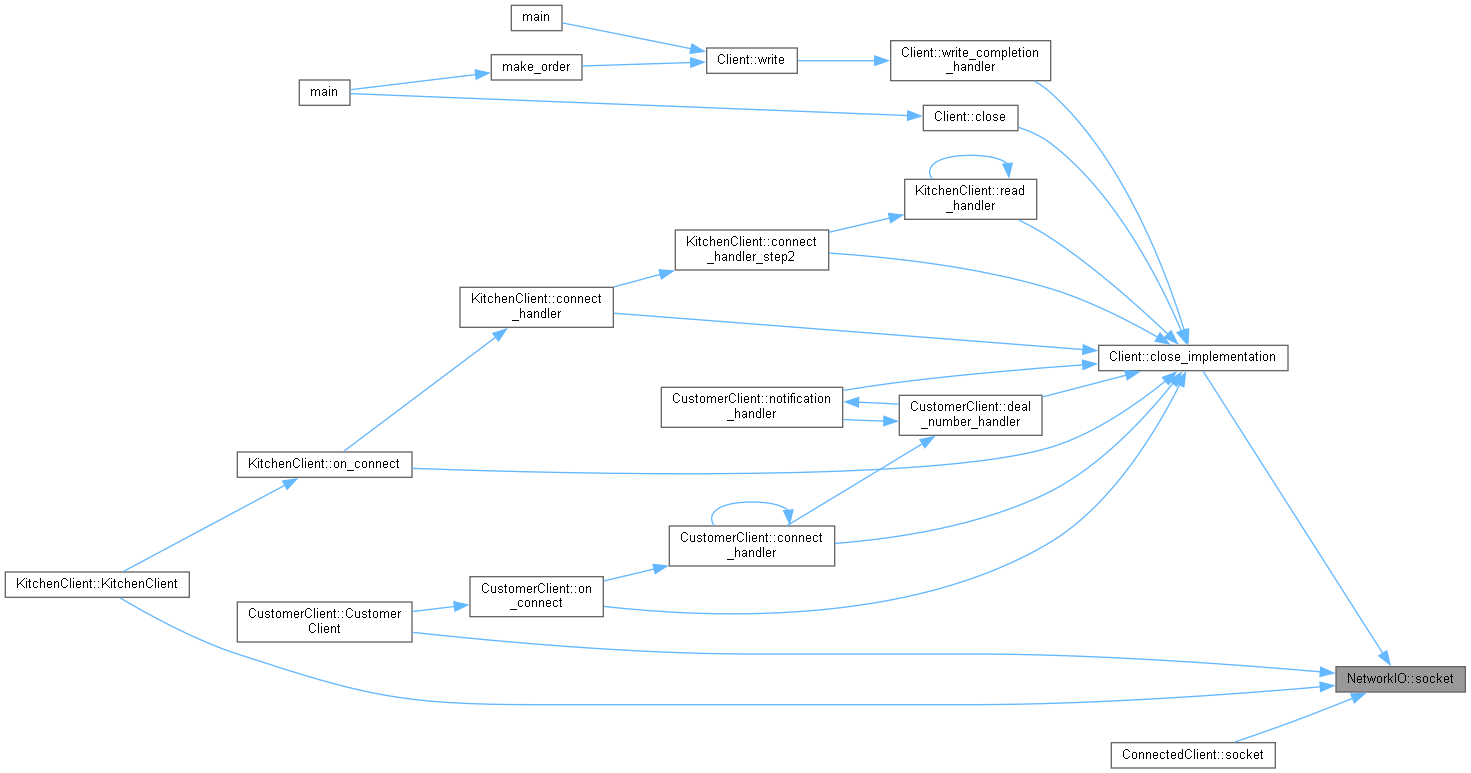 main
Client::write_completion
_handler
Client::write
make_order
main
Client::close
KitchenClient::read
_handler
KitchenClient::connect
_handler_step2
KitchenClient::connect
_handler
Client::close_implementation
CustomerClient::notification
_handler
CustomerClient::deal
_number_handler
KitchenClient::on_connect
CustomerClient::connect
_handler
KitchenClient::KitchenClient
CustomerClient::on
_connect
CustomerClient::Customer
Client
NetworkIO::socket
ConnectedClient::socket